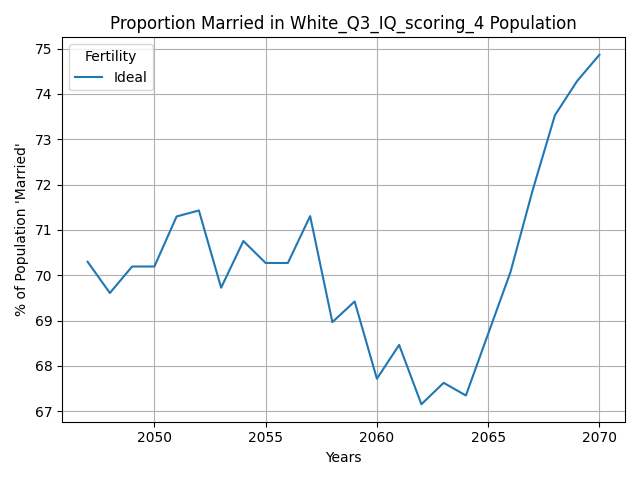 Proportion Married in White_Q3_IQ_scoring_4 Population
75
74
73
72
71
70
69
68
67
% of Population 'Married'
Fertility
Ideal
2050 2055 2060 2065 2070
Years